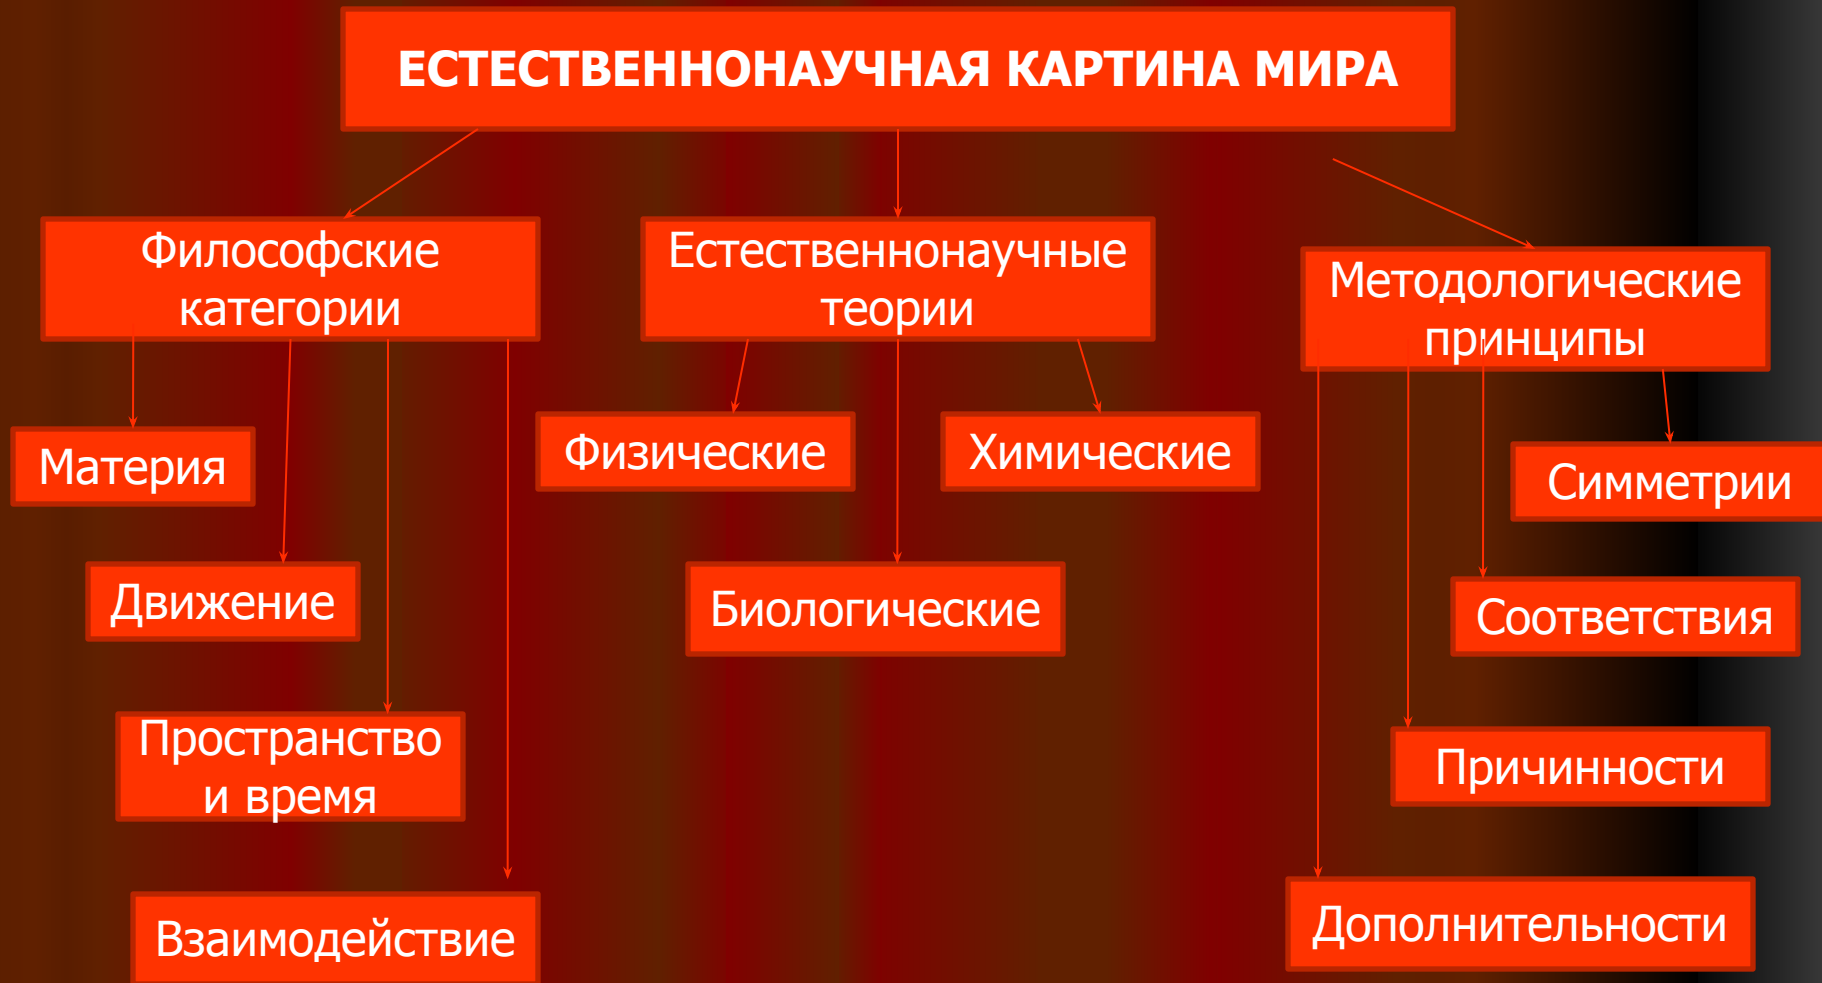 ЕСТЕСТВЕННОНАУЧНАЯ КАРТИНА МИРА
Философские
категории
Естественнонаучные
теории
Методологические
принципы
Материя
Физические
Химические
Симметрии
Движение
Биологические
Соответствия
Пространство
и время
Причинности
Взаимодействие
Дополнительности